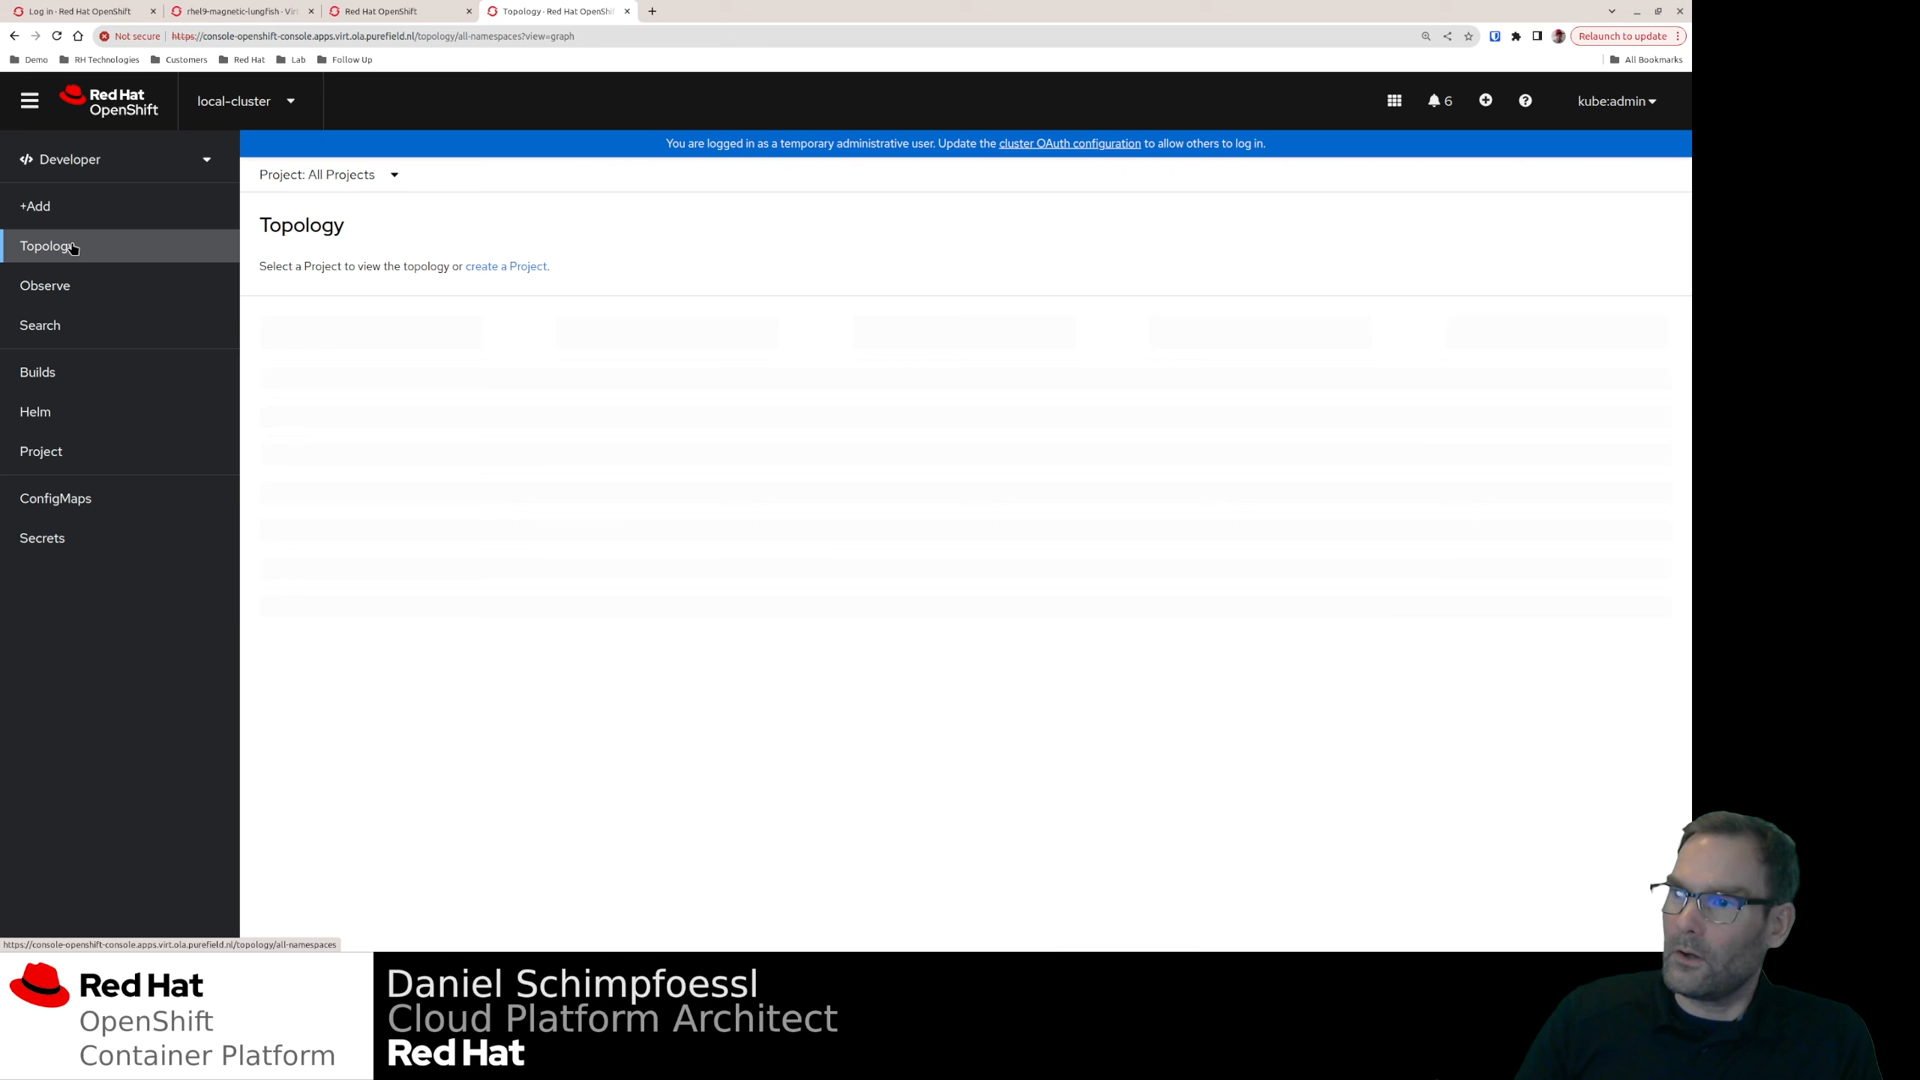 Log in · Red Hat OpenShift
rhel9-magnetic-lungfish · Virt
Red Hat OpenShift
Topology · Red Hat OpenShif
Not secure
https://console-openshift-console.apps.virt.ola.purefield.nl/topology/all-namespaces?view=graph
Relaunch to update
Demo
RH Technologies
Customers
Red Hat
Lab
Follow Up
All Bookmarks
Red Hat
OpenShift
local-cluster
6
kube:admin
You are logged in as a temporary administrative user. Update the cluster OAuth configuration to allow others to log in.
Developer
Project: All Projects
+Add
Topology
Observe
Search
Builds
Helm
Project
ConfigMaps
Secrets
Topology
Select a Project to view the topology or create a Project.
https://console-openshift-console.apps.virt.ola.purefield.nl/topology/all-namespaces
Red Hat
OpenShift
Container Platform
Daniel Schimpfoessl
Cloud Platform Architect
Red Hat